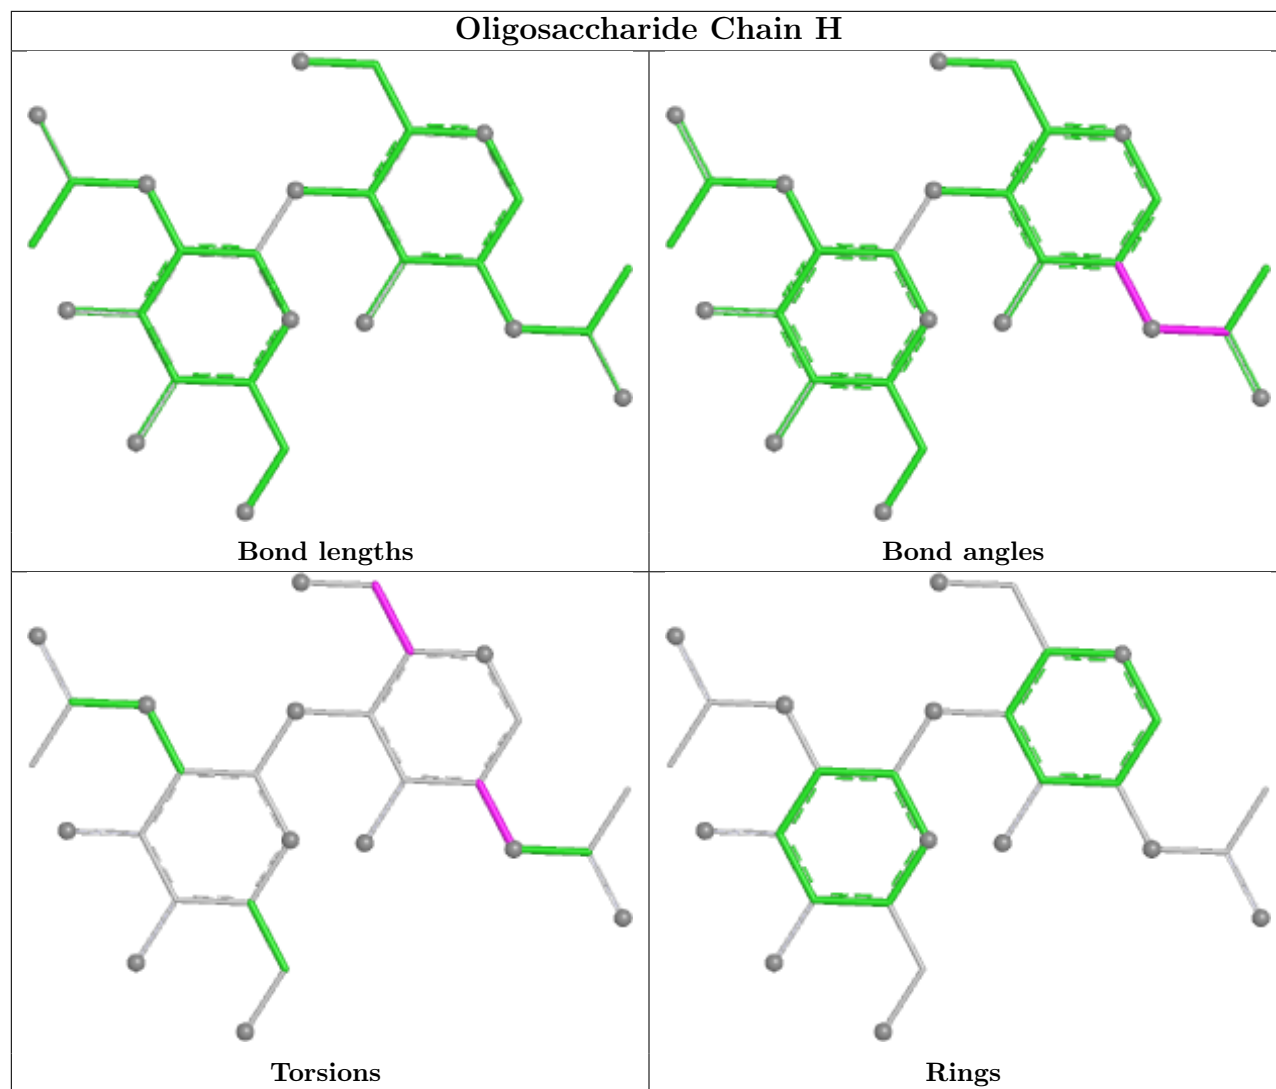 Oligosaccharide Chain H
Bond lengths
Bond angles
Torsions
Rings